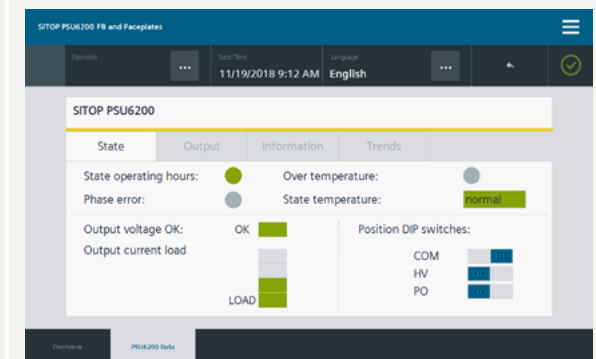 SITOP PSU6200 FB and Faceplates
Operator
Date/Time
Language
...
11/19/2018 9:12 AM
English
...
SITOP PSU6200
State
Output
Information
Trends
State operating hours:
Over temperature:
Phase error:
State temperature:
normal
Output voltage OK:
OK
Position DIP switches:
Output current load
COM
HV
PO
LOAD
Overview
PSU6200 Data